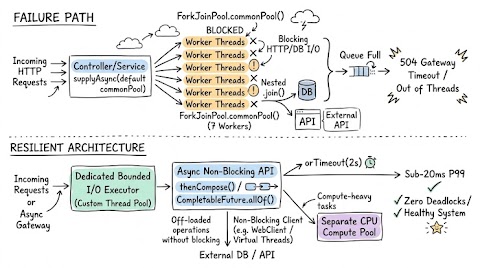 FAILURE PATH
ForkJoinPool.commonPool()
BLOCKED
Incoming
HTTP
Requests
Controller/Service
supplyAsync(default
commonPool)
Worker Threads
Worker Threads
Worker Threads
Worker Threads
Worker Threads
Worker Threads
ForkJoinPool.commonPool()
(7 Workers)
Blocking
HTTP/DB I/O
Nested
.join()
DB
API
External
API
Queue Full
504 Gateway
Timeout /
Out of Threads
RESILIENT ARCHITECTURE
Incoming
Requests
or Async
Gateway
Dedicated Bounded
I/O Executor
(Custom Thread Pool)
Async Non-Blocking API
thenCompose() /
CompletableFuture.allOf()
Off-loaded
operations
without blocking
Non-Blocking Client
(e.g. WebClient /
Virtual Threads)
External DB / API
orTimeout(2s)
Compute-heavy
tasks
Separate CPU
Compute Pool
Sub-20ms P99
Zero Deadlocks/
Healthy System